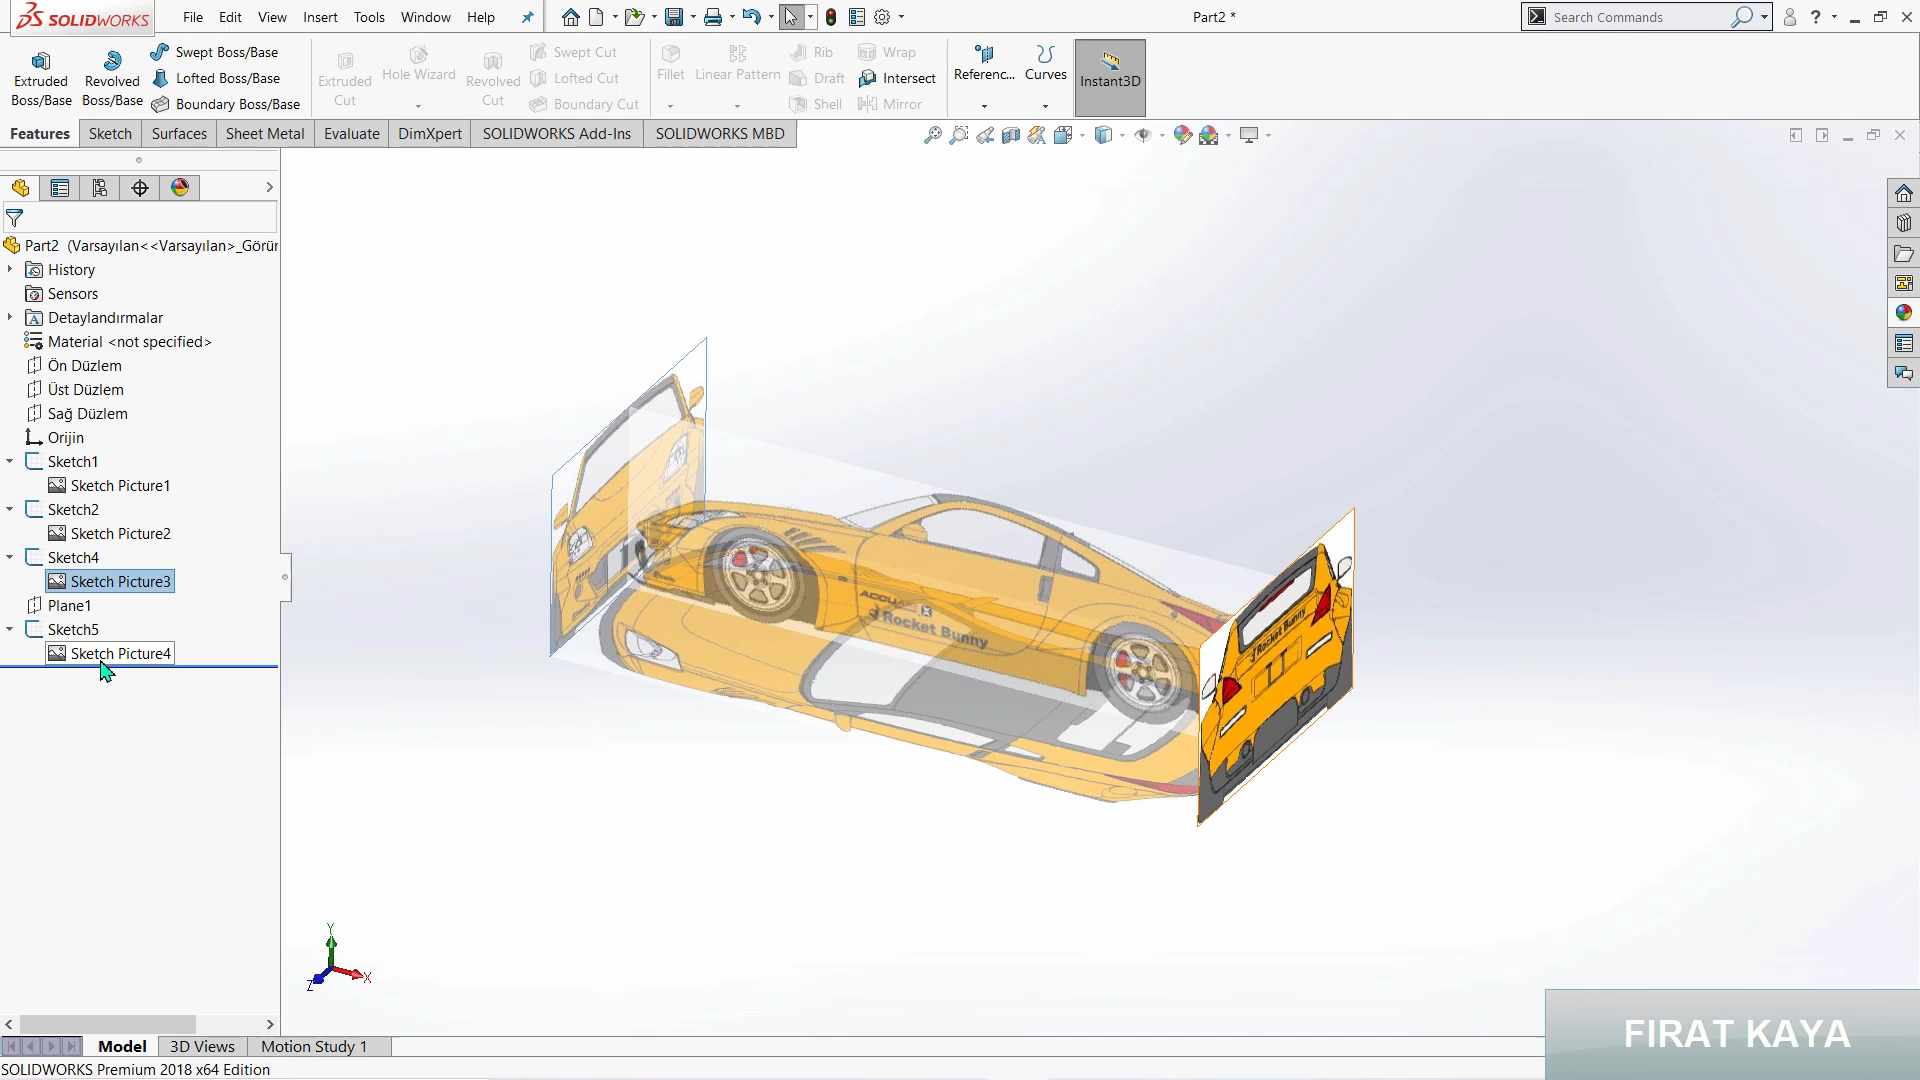 SOLIDWORKS
File Edit View Insert Tools Window Help
Part2 *
Search Commands
Extruded Boss/Base
Revolved Boss/Base
Swept Boss/Base
Lofted Boss/Base
Boundary Boss/Base
Extruded Cut
Hole Wizard
Revolved Cut
Swept Cut
Lofted Cut
Boundary Cut
Fillet
Linear Pattern
Rib
Draft
Shell
Wrap
Intersect
Mirror
Referenc...
Curves
Instant3D
Features Sketch Surfaces Sheet Metal Evaluate DimXpert SOLIDWORKS Add-Ins SOLIDWORKS MBD
Part2 (Varsayılan<<Varsayılan>_Görür
History
Sensors
Detaylandırmalar
Material <not specified>
Ön Düzlem
Üst Düzlem
Sağ Düzlem
Orijin
Sketch1
Sketch Picture1
Sketch2
Sketch Picture2
Sketch4
Sketch Picture3
Plane1
Sketch5
Sketch Picture4
Rocket Bunny
Rocket Bunny
Y
X
Z
Model 3D Views Motion Study 1
SOLIDWORKS Premium 2018 x64 Edition
FIRAT KAYA